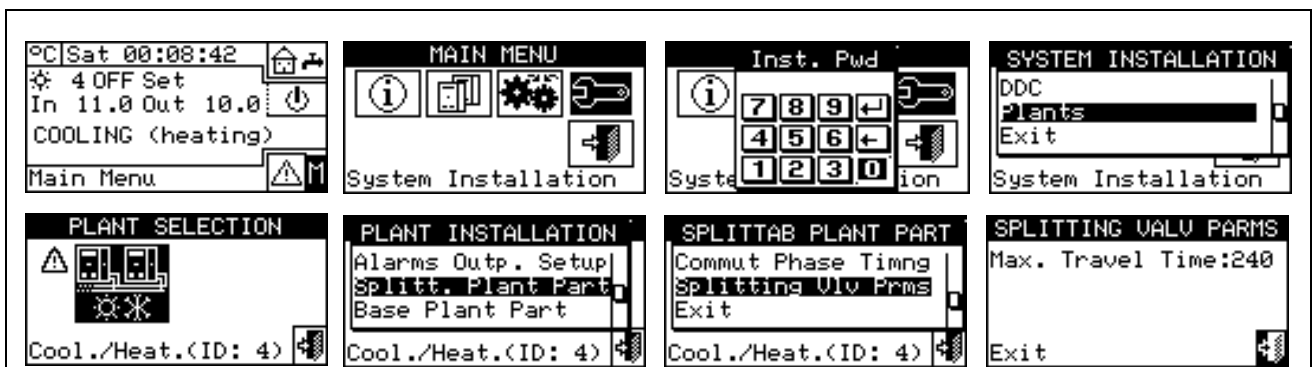 ºC Sat 00:08:42
4 OFF Set
In 11.0 Out 10.0
COOLING (heating)
Main Menu M
MAIN MENU
System Installation
Inst. Pwd
7 8 9
4 5 6
1 2 3 0
Syste ion
SYSTEM INSTALLATION
DDC
Plants
Exit
System Installation
PLANT SELECTION
Cool./Heat.(ID: 4)
PLANT INSTALLATION
Alarms Outp. Setup
Splitt. Plant Part
Base Plant Part
Cool./Heat.(ID: 4)
SPLITTAB PLANT PART
Commut Phase Timng
Splitting Vlv Prms
Exit
Cool./Heat.(ID: 4)
SPLITTING VALV PARMS
Max. Travel Time:240
Exit